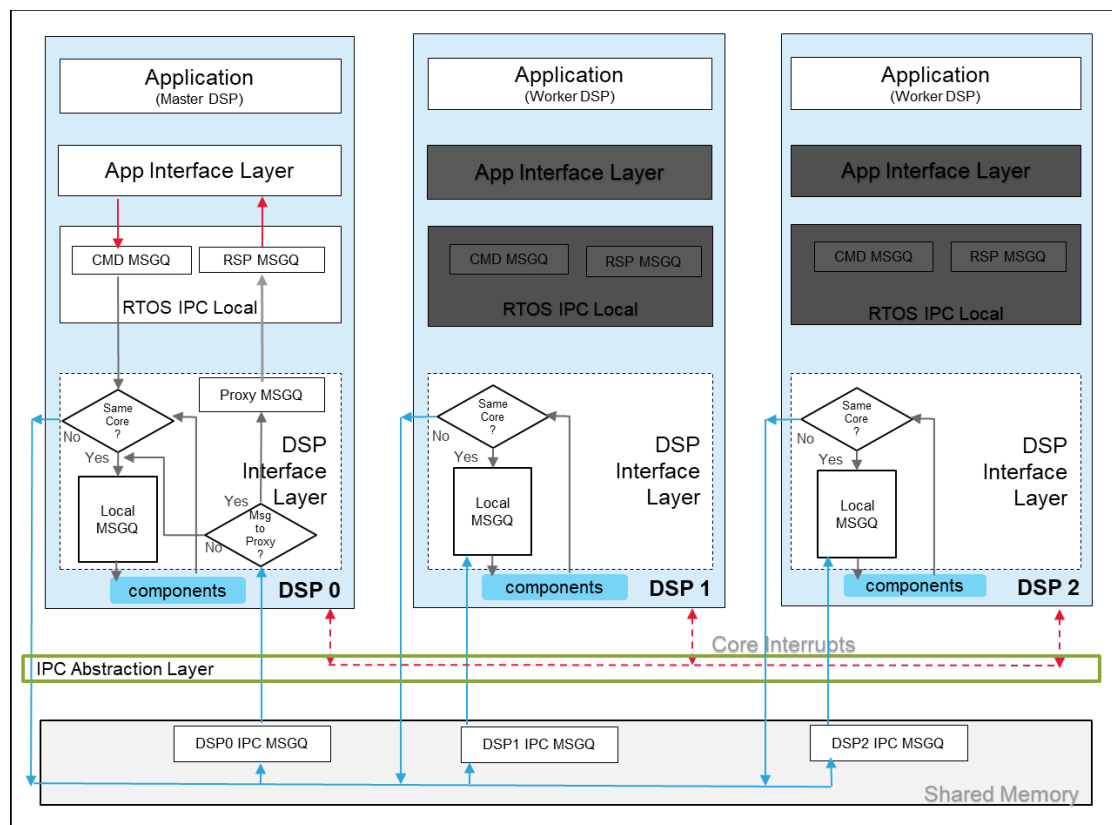 Application
(Master DSP)
App Interface Layer
CMD MSGQ
RSP MSGQ
RTOS IPC Local
Same
Core
?
No
Yes
Proxy MSGQ
DSP
Interface
Layer
Local
MSGQ
Yes
Msg
to
Proxy
?
No
components
DSP 0
Application
(Worker DSP)
App Interface Layer
CMD MSGQ
RSP MSGQ
RTOS IPC Local
Same
Core
?
No
Yes
DSP
Interface
Layer
Local
MSGQ
components
DSP 1
Application
(Worker DSP)
App Interface Layer
CMD MSGQ
RSP MSGQ
RTOS IPC Local
Same
Core
?
No
Yes
DSP
Interface
Layer
Local
MSGQ
components
DSP 2
Core Interrupts
IPC Abstraction Layer
DSP0 IPC MSGQ
DSP1 IPC MSGQ
DSP2 IPC MSGQ
Shared Memory